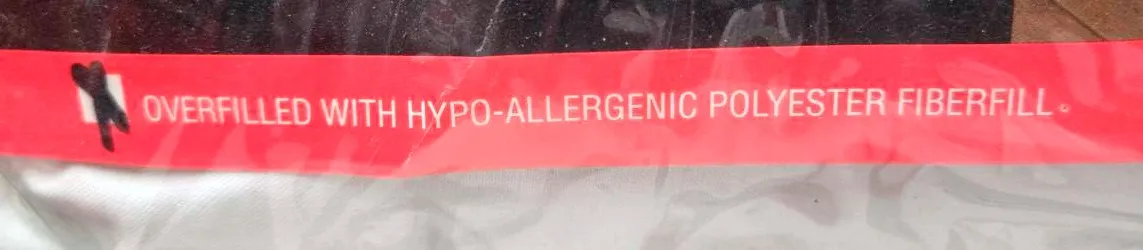 OVERFILLED WITH HYPO-ALLERGENIC POLYESTER FIBERFILL.